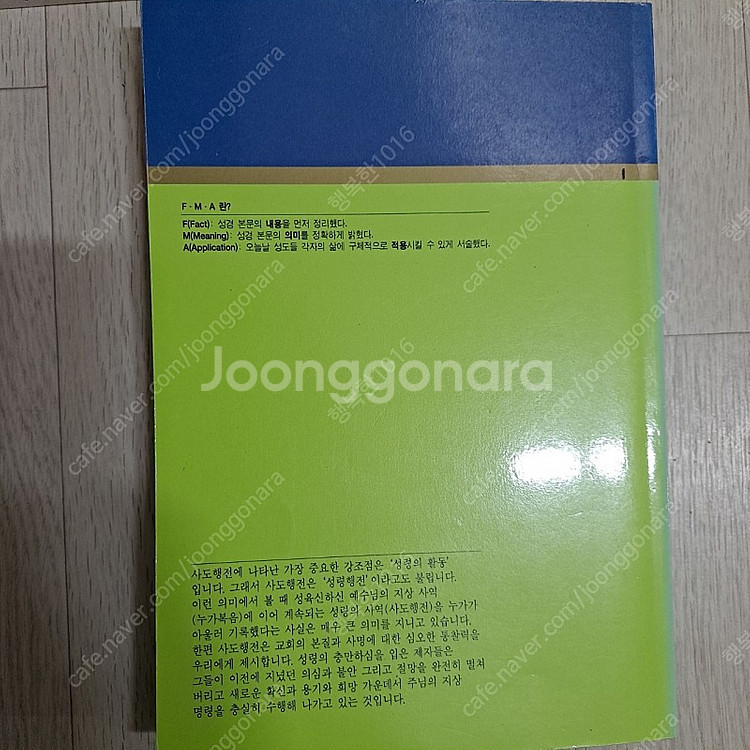 F·M·A 란?
F(Fact): 성경 본문의 내용을 먼저 정리했다.
M(Meaning): 성경 본문의 의미를 정확하게 밝혔다.
A(Application): 오늘날 성도들 각자의 삶에 구체적으로 적용시킬 수 있게 서술했다.
Joonggonara
사도행전에 나타난 가장 중요한 강조점은 '성령의 활동'
입니다. 그래서 사도행전은 '성령행전'이라고도 불립니다.
이런 의미에서 볼 때 성육신하신 예수님의 지상 사역
(누가복음)에 이어 계속되는 성령의 사역(사도행전)을 누가가
아울러 기록했다는 사실은 매우 큰 의미를 지니고 있습니다.
한편 사도행전은 교회의 본질과 사명에 대한 심오한 통찰력을
우리에게 제시합니다. 성령의 충만하심을 입은 제자들은
그들이 이전에 지녔던 의심과 불안 그리고 절망을 완전히 떨쳐
버리고 새로운 확신과 용기와 희망 가운데서 주님의 지상
명령을 충실히 수행해 나가고 있는 것입니다.
cafe.naver.com/joonggonara
행복한1016